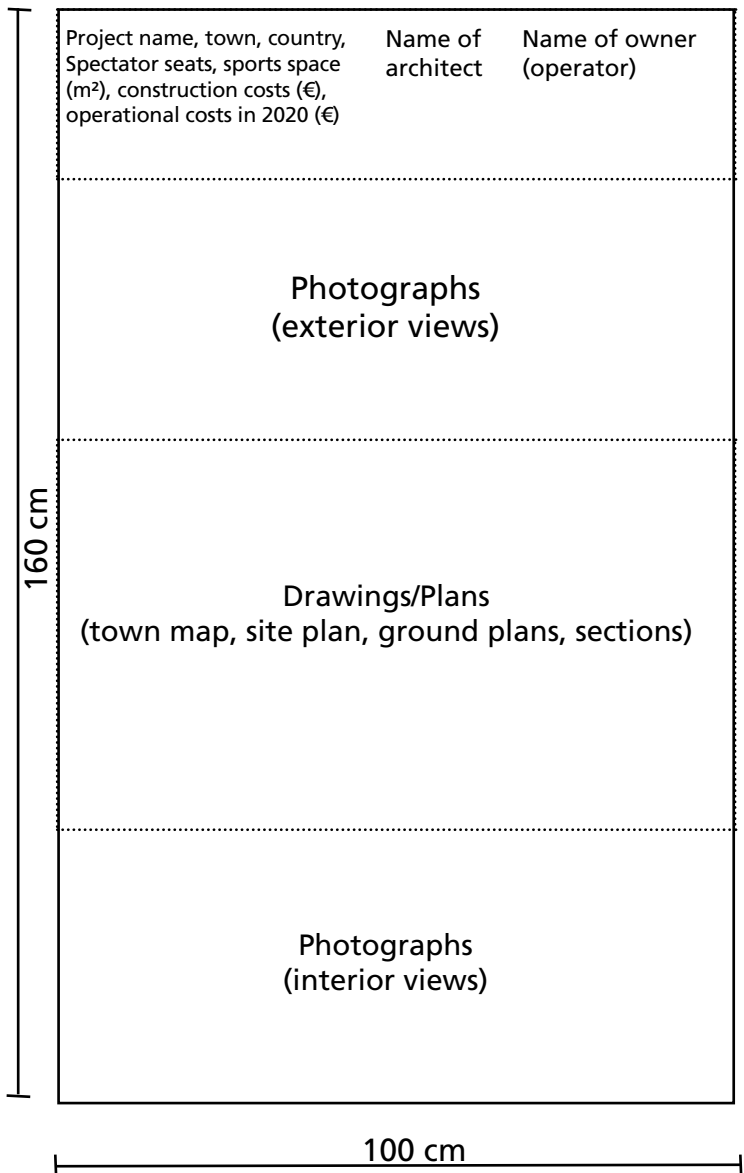 Project name, town, country,
Spectator seats, sports space
(m²), construction costs (€),
operational costs in 2020 (€)
Name of
architect
Name of owner
(operator)
Photographs
(exterior views)
160 cm
Drawings/Plans
(town map, site plan, ground plans, sections)
Photographs
(interior views)
100 cm